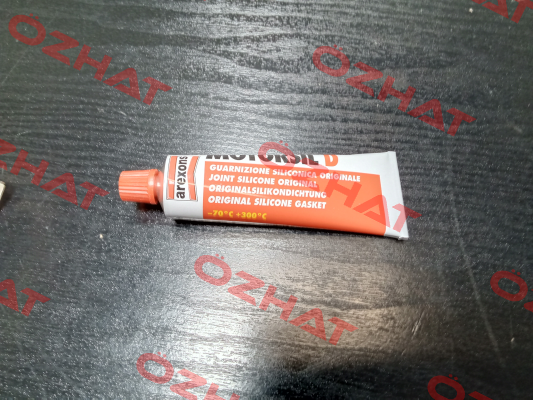 arexons
MOTORSIL D
GUARNIZIONE SILICONICA ORIGINALE
JOINT SILICONE ORIGINAL
ORIGINALSILIKONDICHTUNG
ORIGINAL SILICONE GASKET
-70°C +300°C
OZHAT
OZHAT
OZHAT
OZHAT
OZHAT
OZHAT
OZHAT
OZHAT